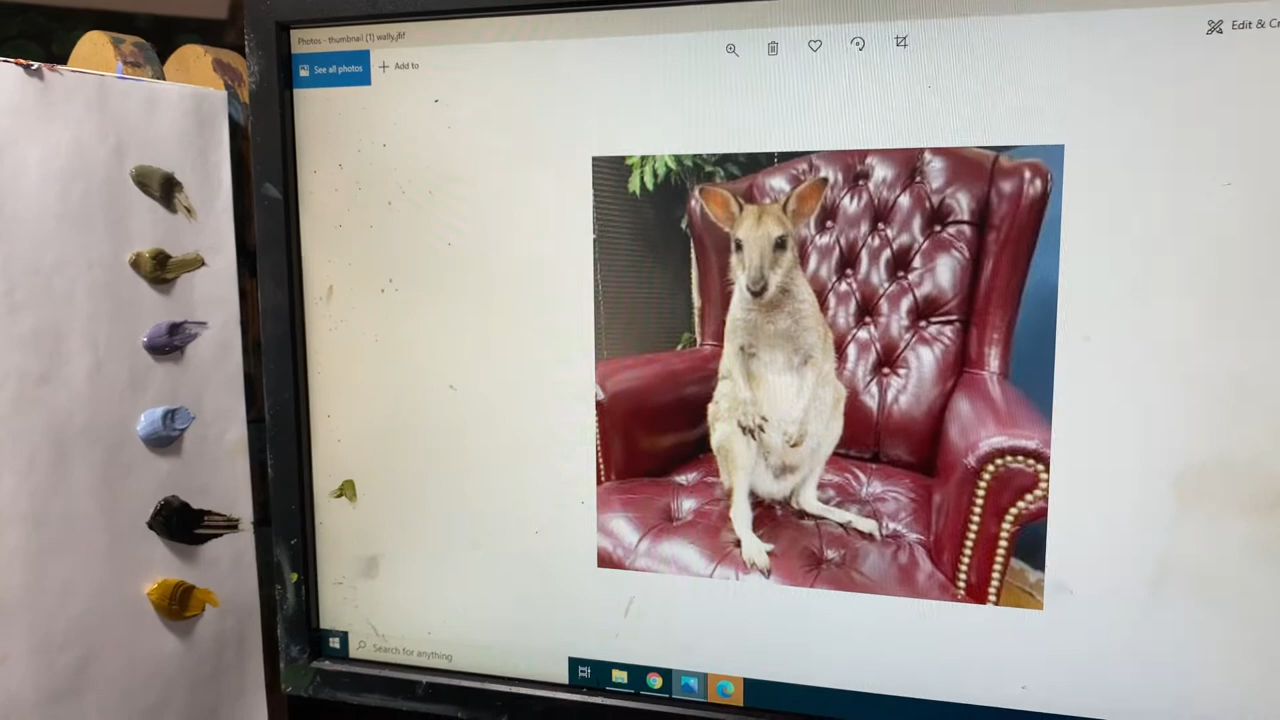 Photos - thumbnail (1) wally.jfif
See all photos
Add to
Edit & Cr
Search for anything